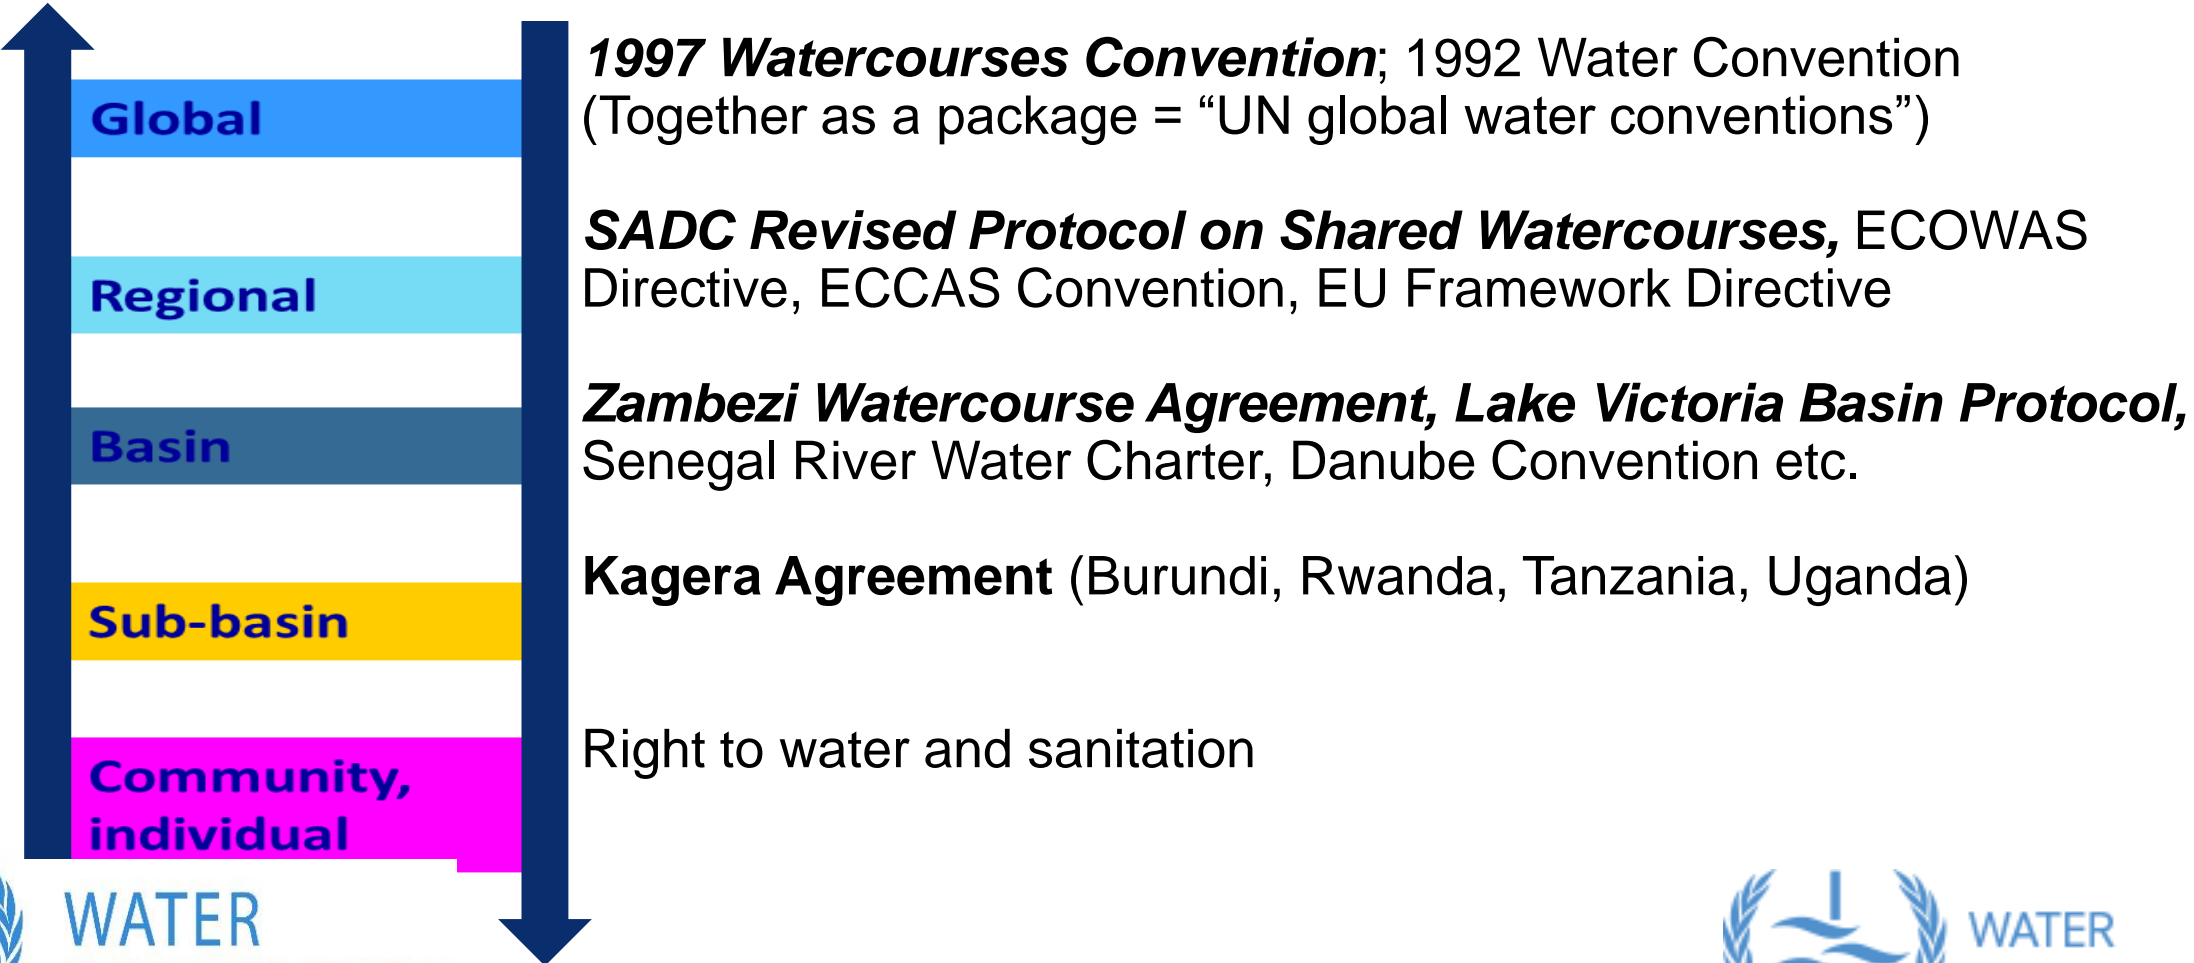 Global
1997 Watercourses Convention; 1992 Water Convention
(Together as a package = “UN global water conventions”)
Regional
SADC Revised Protocol on Shared Watercourses, ECOWAS
Directive, ECCAS Convention, EU Framework Directive
Basin
Zambezi Watercourse Agreement, Lake Victoria Basin Protocol,
Senegal River Water Charter, Danube Convention etc.
Sub-basin
Kagera Agreement (Burundi, Rwanda, Tanzania, Uganda)
Community,
individual
Right to water and sanitation
WATER
WATER